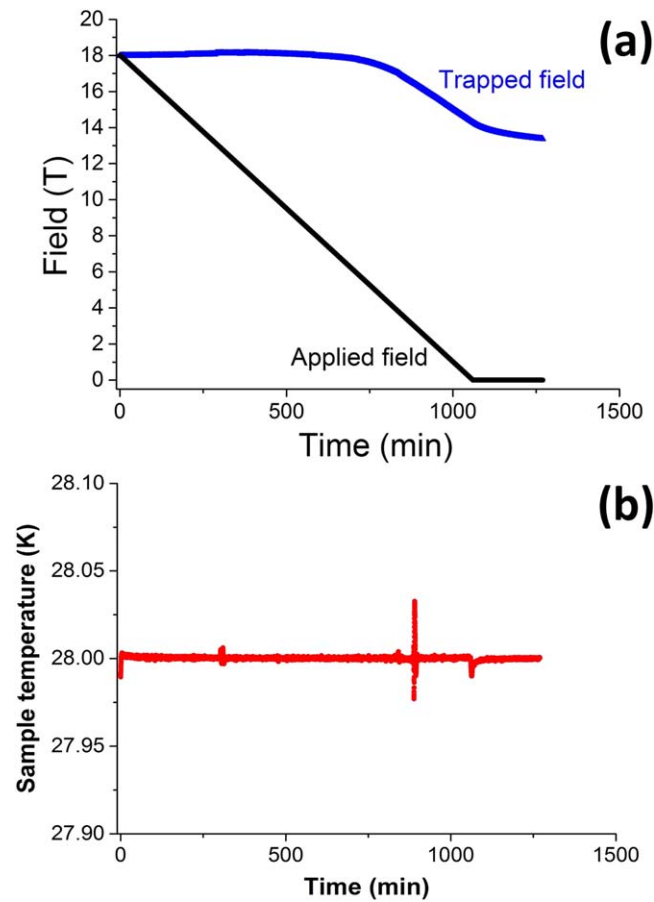 (a)
Field (T)
20
18
16
14
12
10
8
6
4
2
0
Trapped field
Applied field
0 500 1000 1500
Time (min)
(b)
Sample temperature (K)
28.10
28.05
28.00
27.95
27.90
0 500 1000 1500
Time (min)